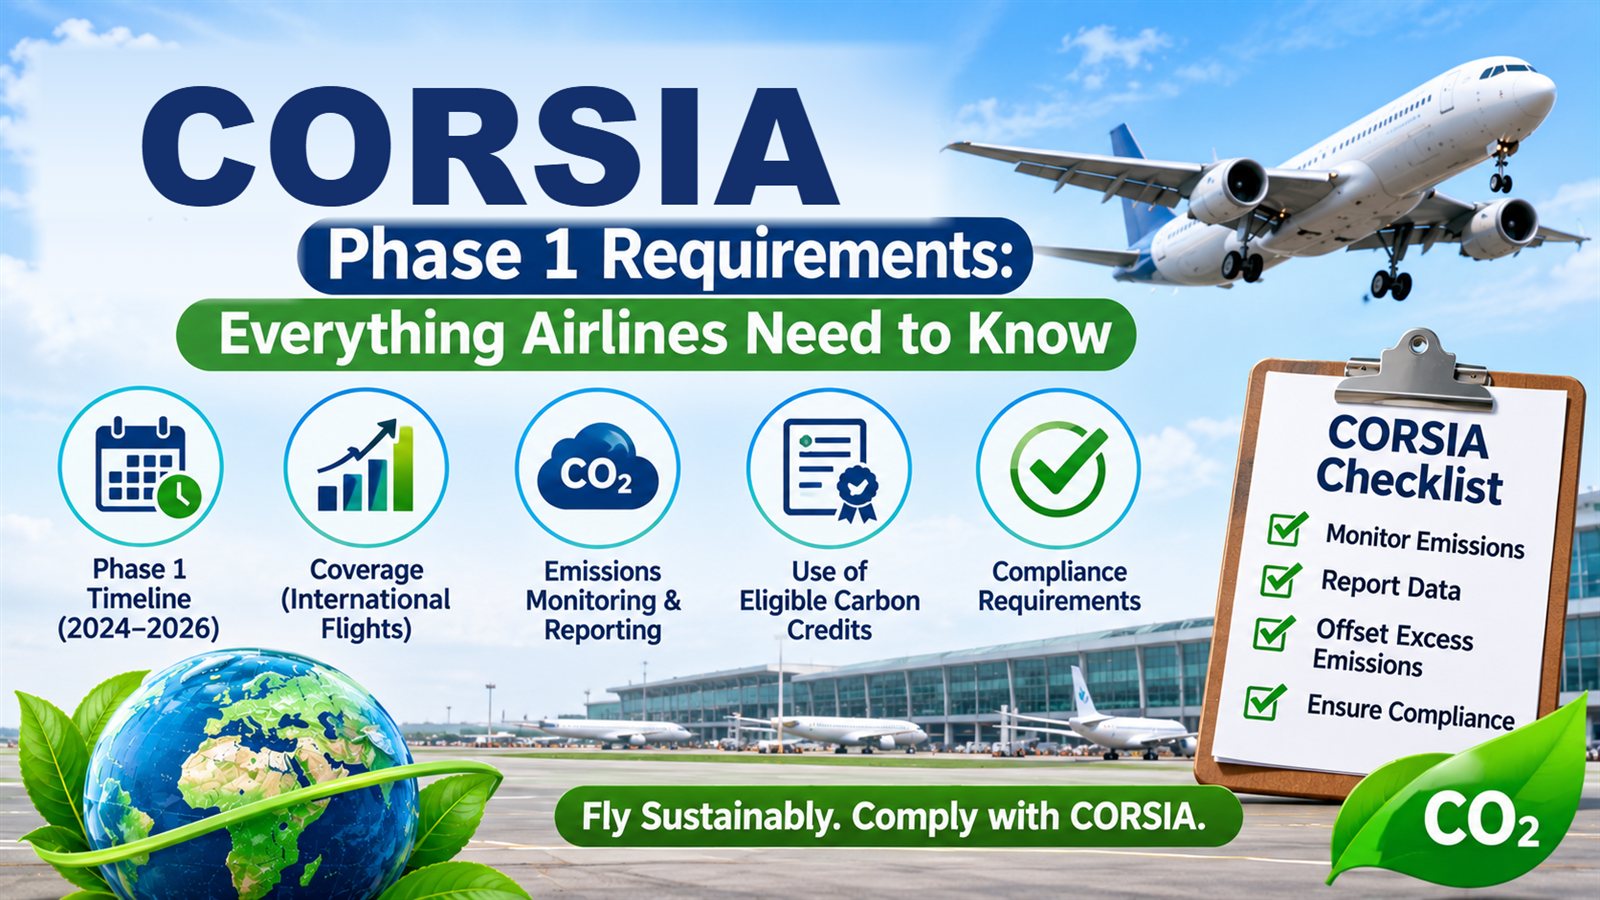 CORSIA
Phase 1 Requirements:
Everything Airlines Need to Know
Phase 1
Timeline
(2024–2026)
Coverage
(International
Flights)
CO₂
Emissions
Monitoring &
Reporting
Use of
Eligible Carbon
Credits
Compliance
Requirements
CORSIA
Checklist
Monitor Emissions
Report Data
Offset Excess
Emissions
Ensure Compliance
CO₂
Fly Sustainably. Comply with CORSIA.